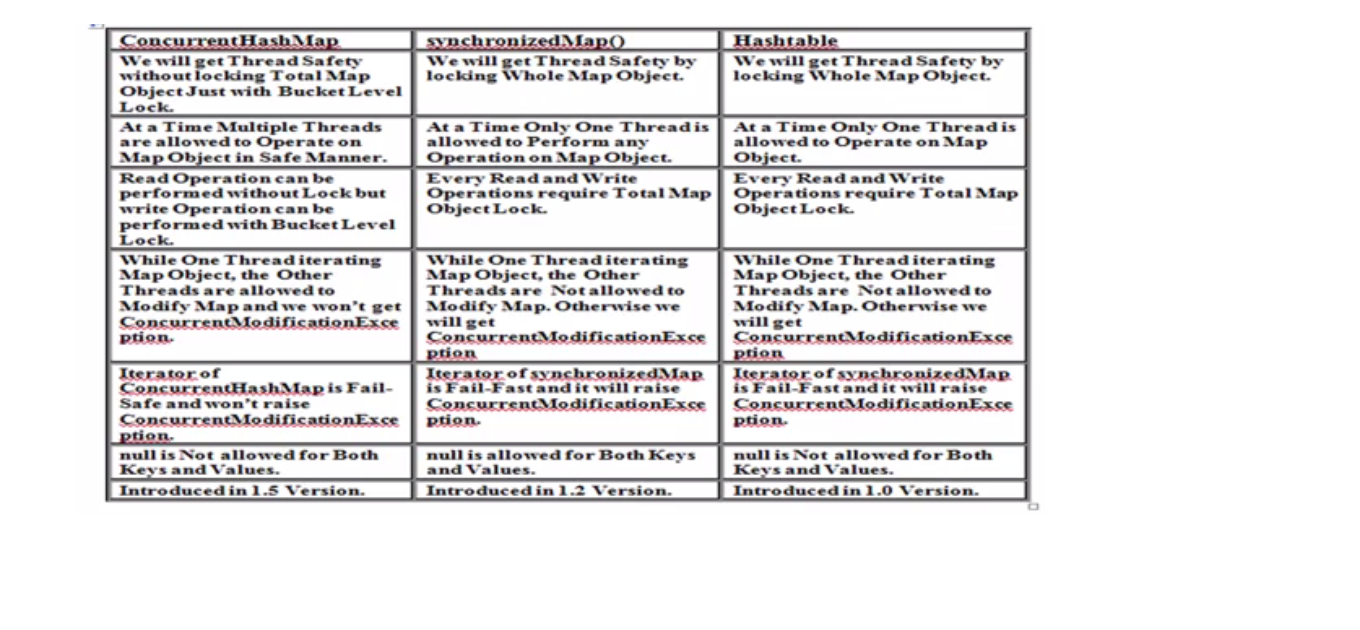 ConcurrentHashMap
synchronizedMap()
Hashtable
We will get Thread Safety
without locking Total Map
Object Just with Bucket Level
Lock.
We will get Thread Safety by
locking Whole Map Object.
We will get Thread Safety by
locking Whole Map Object.
At a Time Multiple Threads
are allowed to Operate on
Map Object in Safe Manner.
At a Time Only One Thread is
allowed to Perform any
Operation on Map Object.
At a Time Only One Thread is
allowed to Operate on Map
Object.
Read Operation can be
performed without Lock but
write Operation can be
performed with Bucket Level
Lock.
Every Read and Write
Operations require Total Map
Object Lock.
Every Read and Write
Operations require Total Map
Object Lock.
While One Thread iterating
Map Object, the Other
Threads are allowed to
Modify Map and we won't get
ConcurrentModificationExce
ption.
While One Thread iterating
Map Object, the Other
Threads are Not allowed to
Modify Map. Otherwise we
will get
ConcurrentModificationExce
ption
While One Thread iterating
Map Object, the Other
Threads are Not allowed to
Modify Map. Otherwise we
will get
ConcurrentModificationExce
ption
Iterator of
ConcurrentHashMap is Fail-
Safe and won't raise
ConcurrentModificationExce
ption.
Iterator of synchronizedMap
is Fail-Fast and it will raise
ConcurrentModificationExce
ption.
Iterator of synchronizedMap
is Fail-Fast and it will raise
ConcurrentModificationExce
ption.
null is Not allowed for Both
Keys and Values.
null is allowed for Both Keys
and Values.
null is Not allowed for Both
Keys and Values.
Introduced in 1.5 Version.
Introduced in 1.2 Version.
Introduced in 1.0 Version.